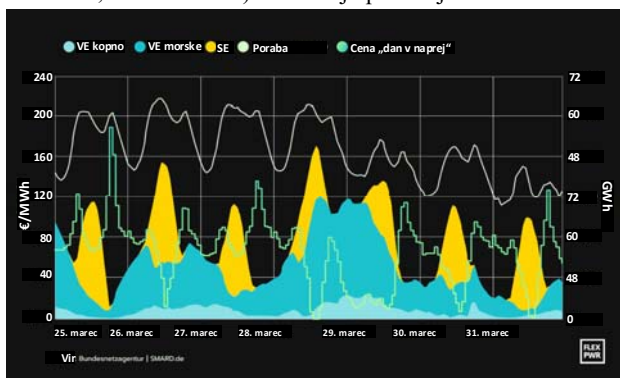 VE kopno VE morske SE Poraba Cena „dan v naprej“
240 72
200 60
160 48
120 72
80 60
40 48
0 0
€/MWh
GWh
25. marec 26. marec 27. marec 28. marec 29. marec 30. marec 31. marec
Vir Bundesnetzagentur | SMARD.de
FLEX
PWR